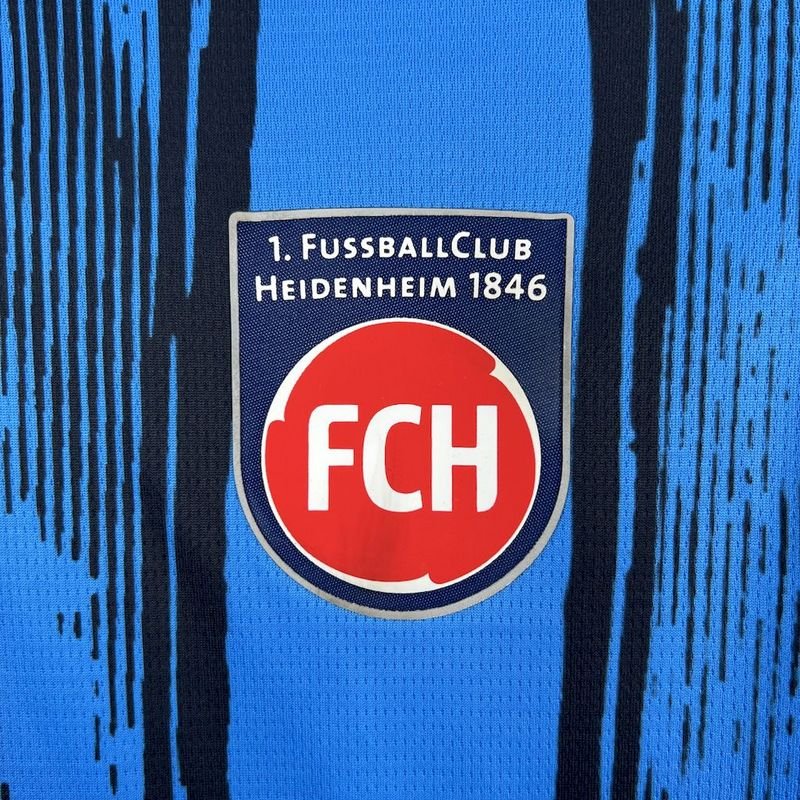 1. FUSSBALLCLUB
HEIDENHEIM 1846
FCH